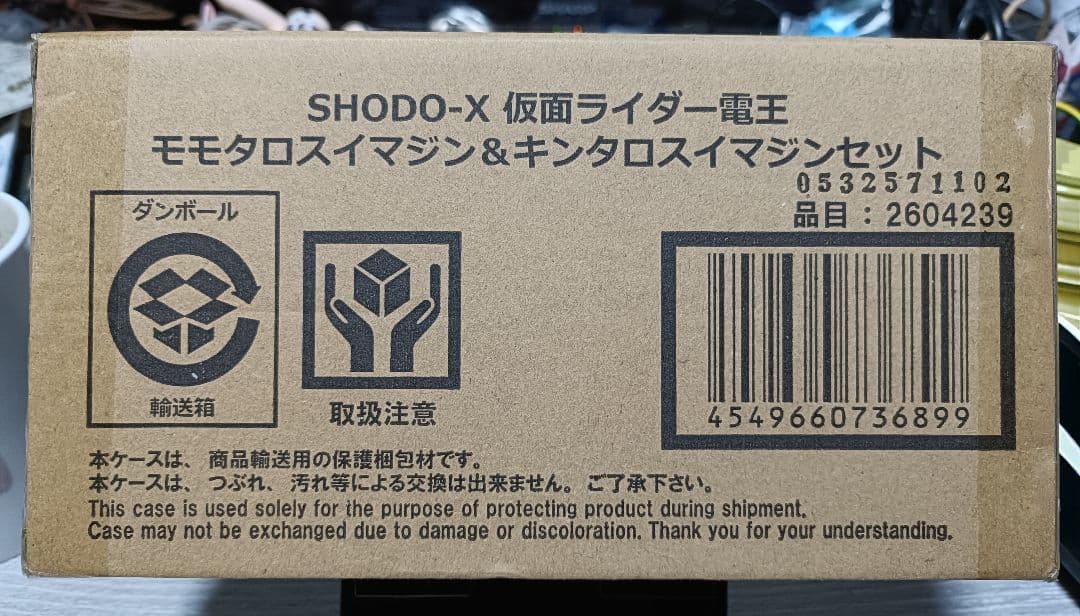 SHODO-X 仮面ライダー電王
モモタロスイマジン&キンタロスイマジンセット
0532571102
品目：2604239
ダンボール
輸送箱
取扱注意
4549660736899
本ケースは、商品輸送用の保護梱包材です。
本ケースは、つぶれ、汚れ等による交換は出来ません。ご了承下さい。
This case is used solely for the purpose of protecting product during shipment.
Case may not be exchanged due to damage or discoloration. Thank you for your understanding.